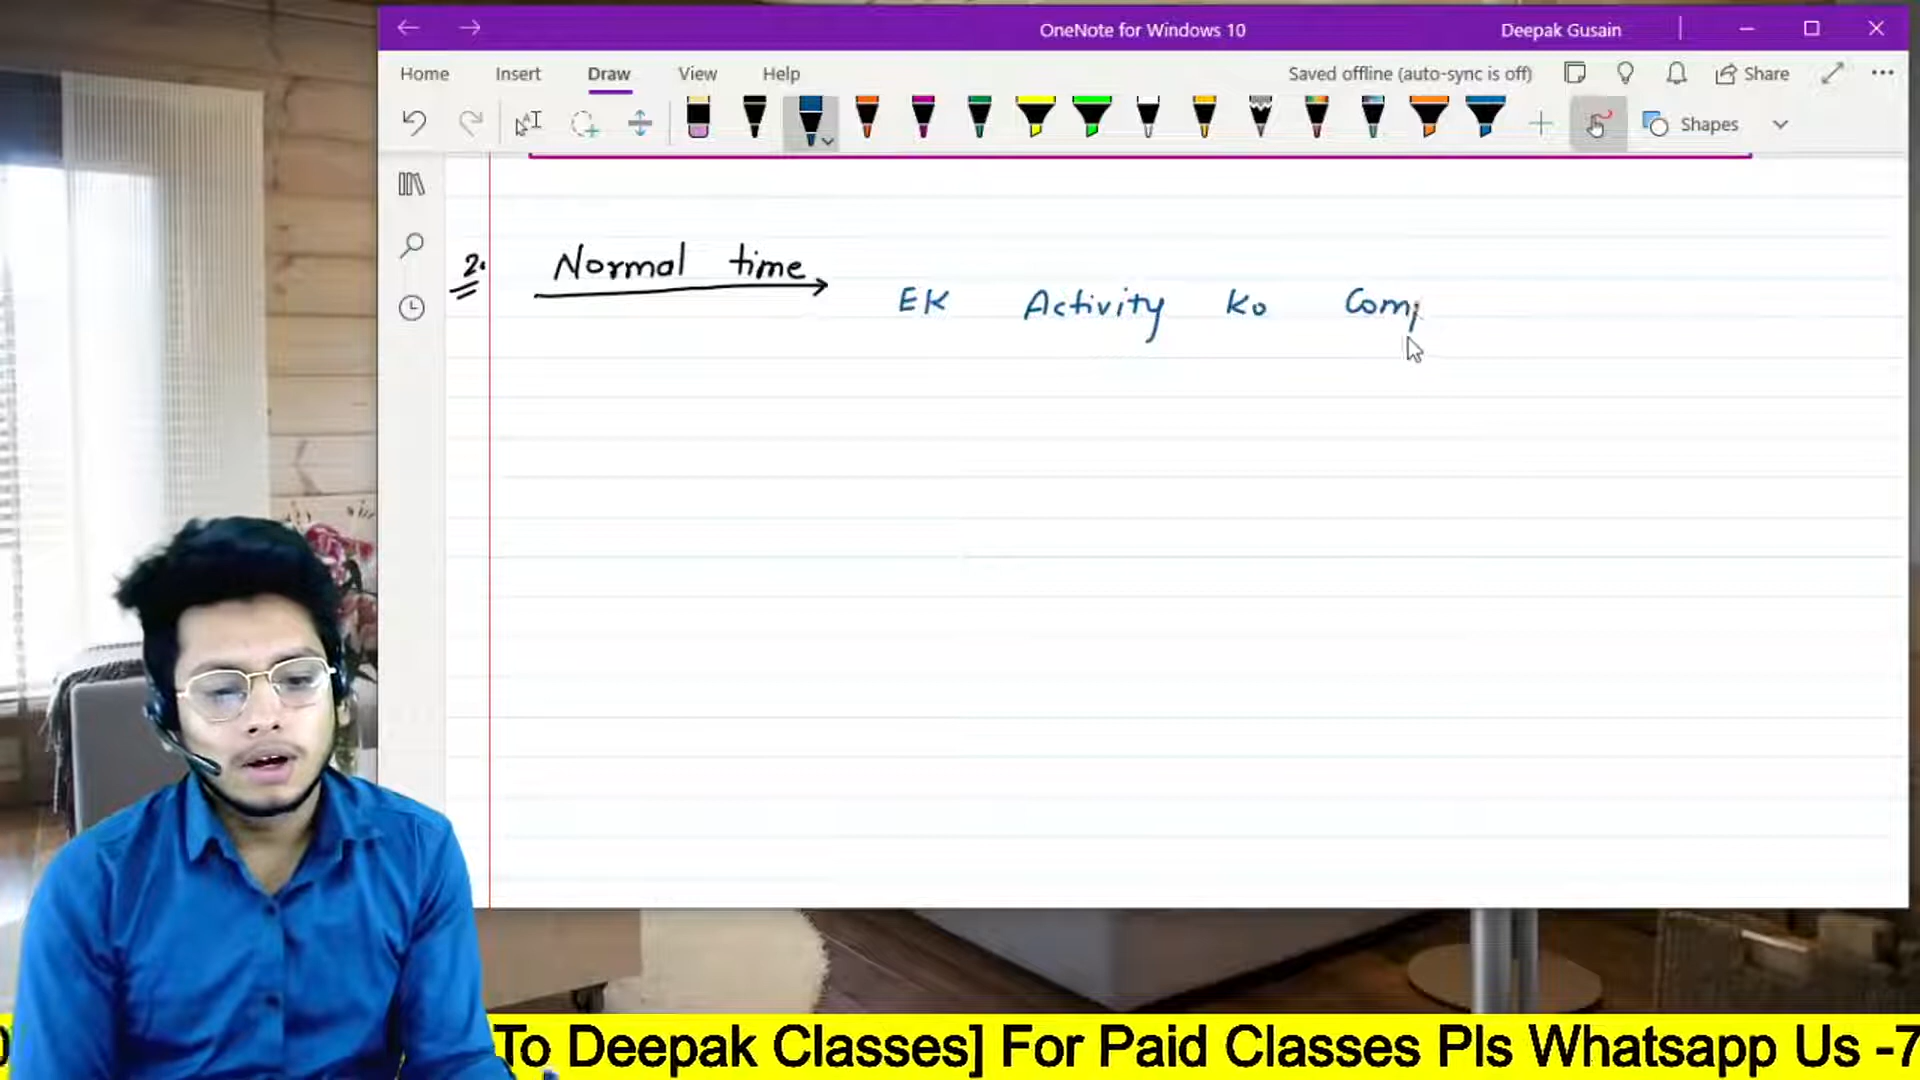 OneNote for Windows 10
Deepak Gusain
Home Insert Draw View Help
Saved offline (auto-sync is off)
Share
Shapes
2. Normal time
EK Activity Ko Comp
To Deepak Classes] For Paid Classes Pls Whatsapp Us -7